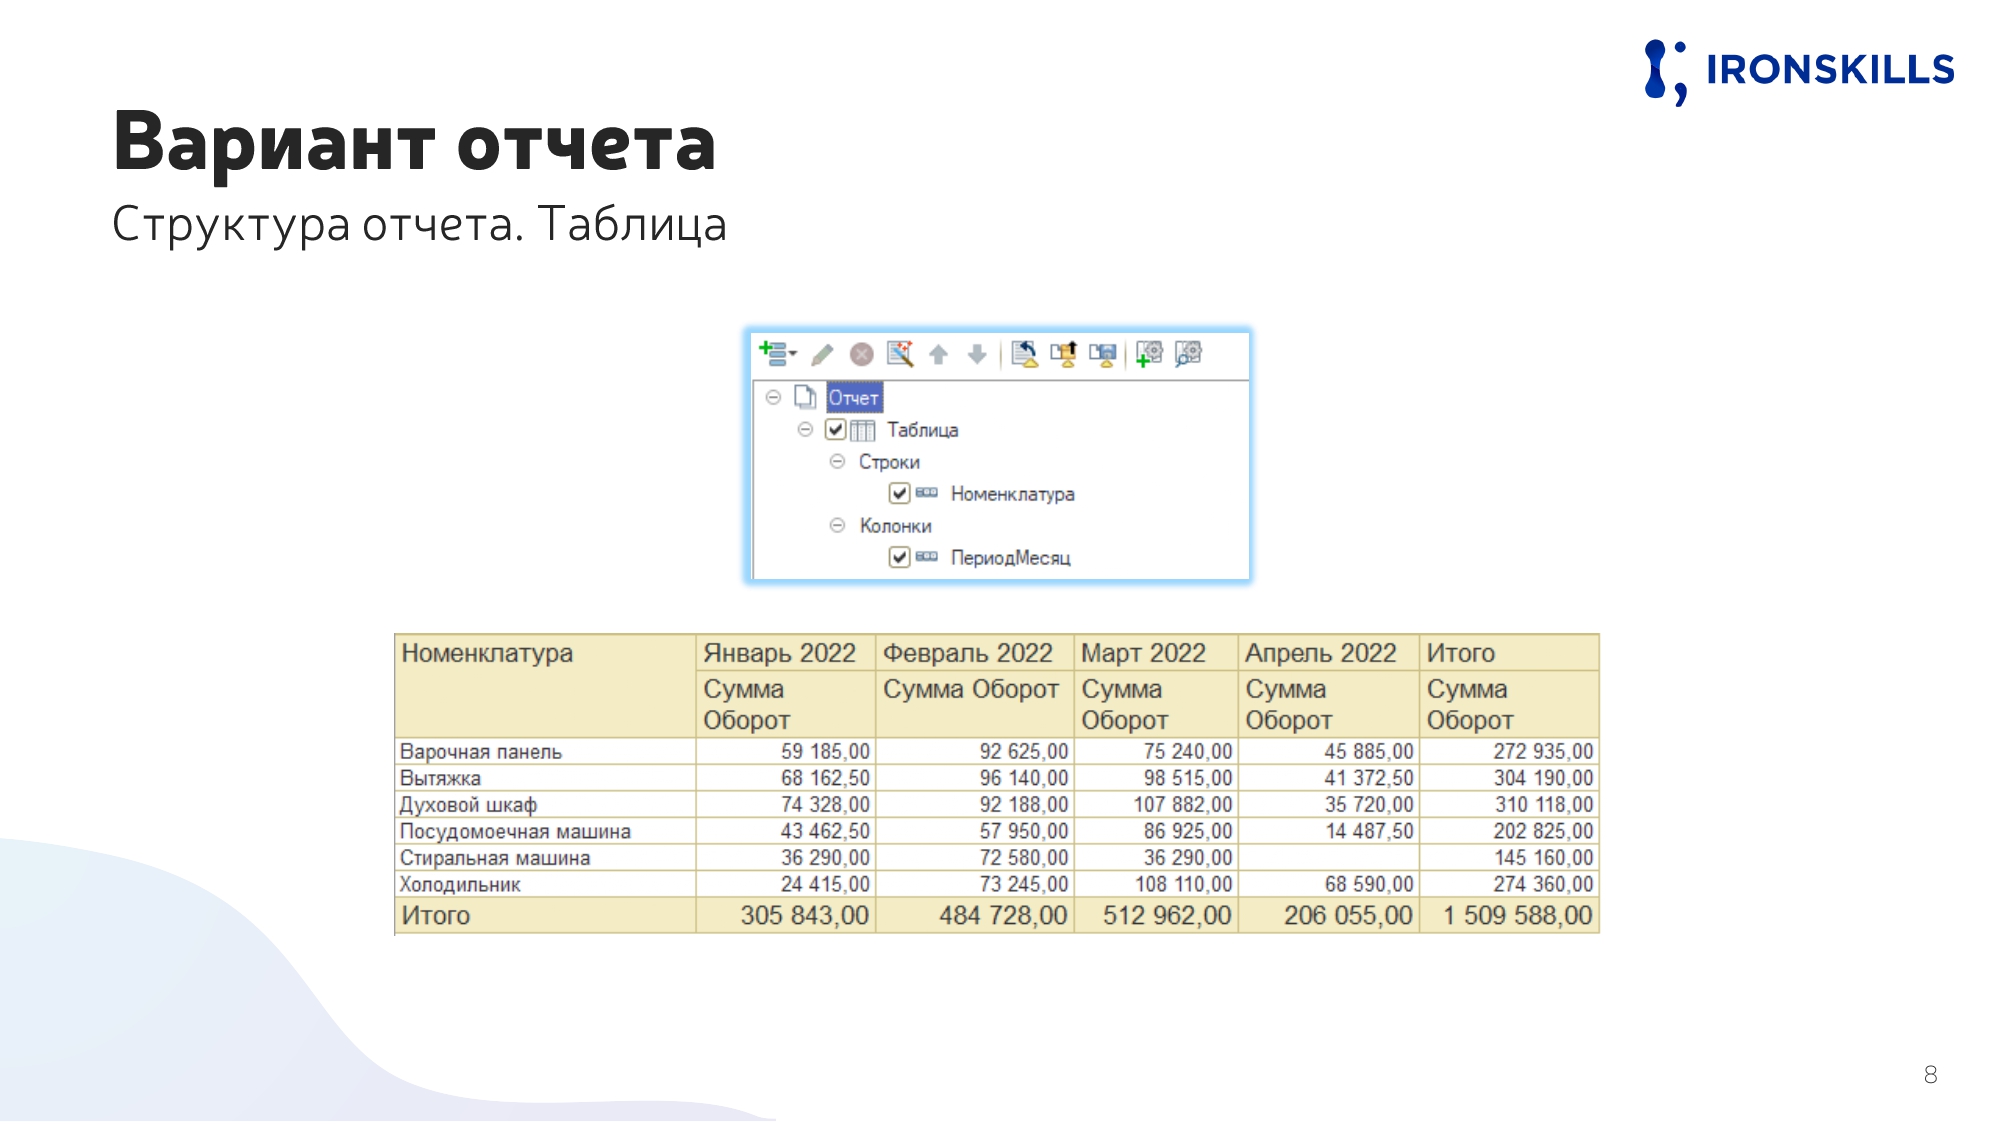 IRONSKILLS
Вариант отчета
Структура отчета. Таблица
Отчет
Таблица
Строки
Номенклатура
Колонки
ПериодМесяц
Номенклатура Январь 2022 Февраль 2022 Март 2022 Апрель 2022 Итого
Сумма Оборот Сумма Оборот Сумма Оборот Сумма Оборот Сумма Оборот
Варочная панель 59 185,00 92 625,00 75 240,00 45 885,00 272 935,00
Вытяжка 68 162,50 96 140,00 98 515,00 41 372,50 304 190,00
Духовой шкаф 74 328,00 92 188,00 107 882,00 35 720,00 310 118,00
Посудомоечная машина 43 462,50 57 950,00 86 925,00 14 487,50 202 825,00
Стиральная машина 36 290,00 72 580,00 36 290,00 145 160,00
Холодильник 24 415,00 73 245,00 108 110,00 68 590,00 274 360,00
Итого 305 843,00 484 728,00 512 962,00 206 055,00 1 509 588,00
8